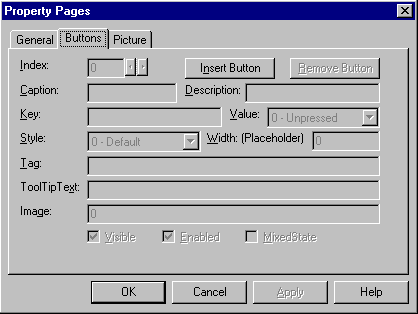 Property Pages
General Buttons Picture
Index: 0 Insert Button Remove Button
Caption: Description:
Key: Value: 0 - Unpressed
Style: 0 - Default Width: (Placeholder) 0
Tag:
ToolTipText:
Image: 0
Visible Enabled MixedState
OK Cancel Apply Help